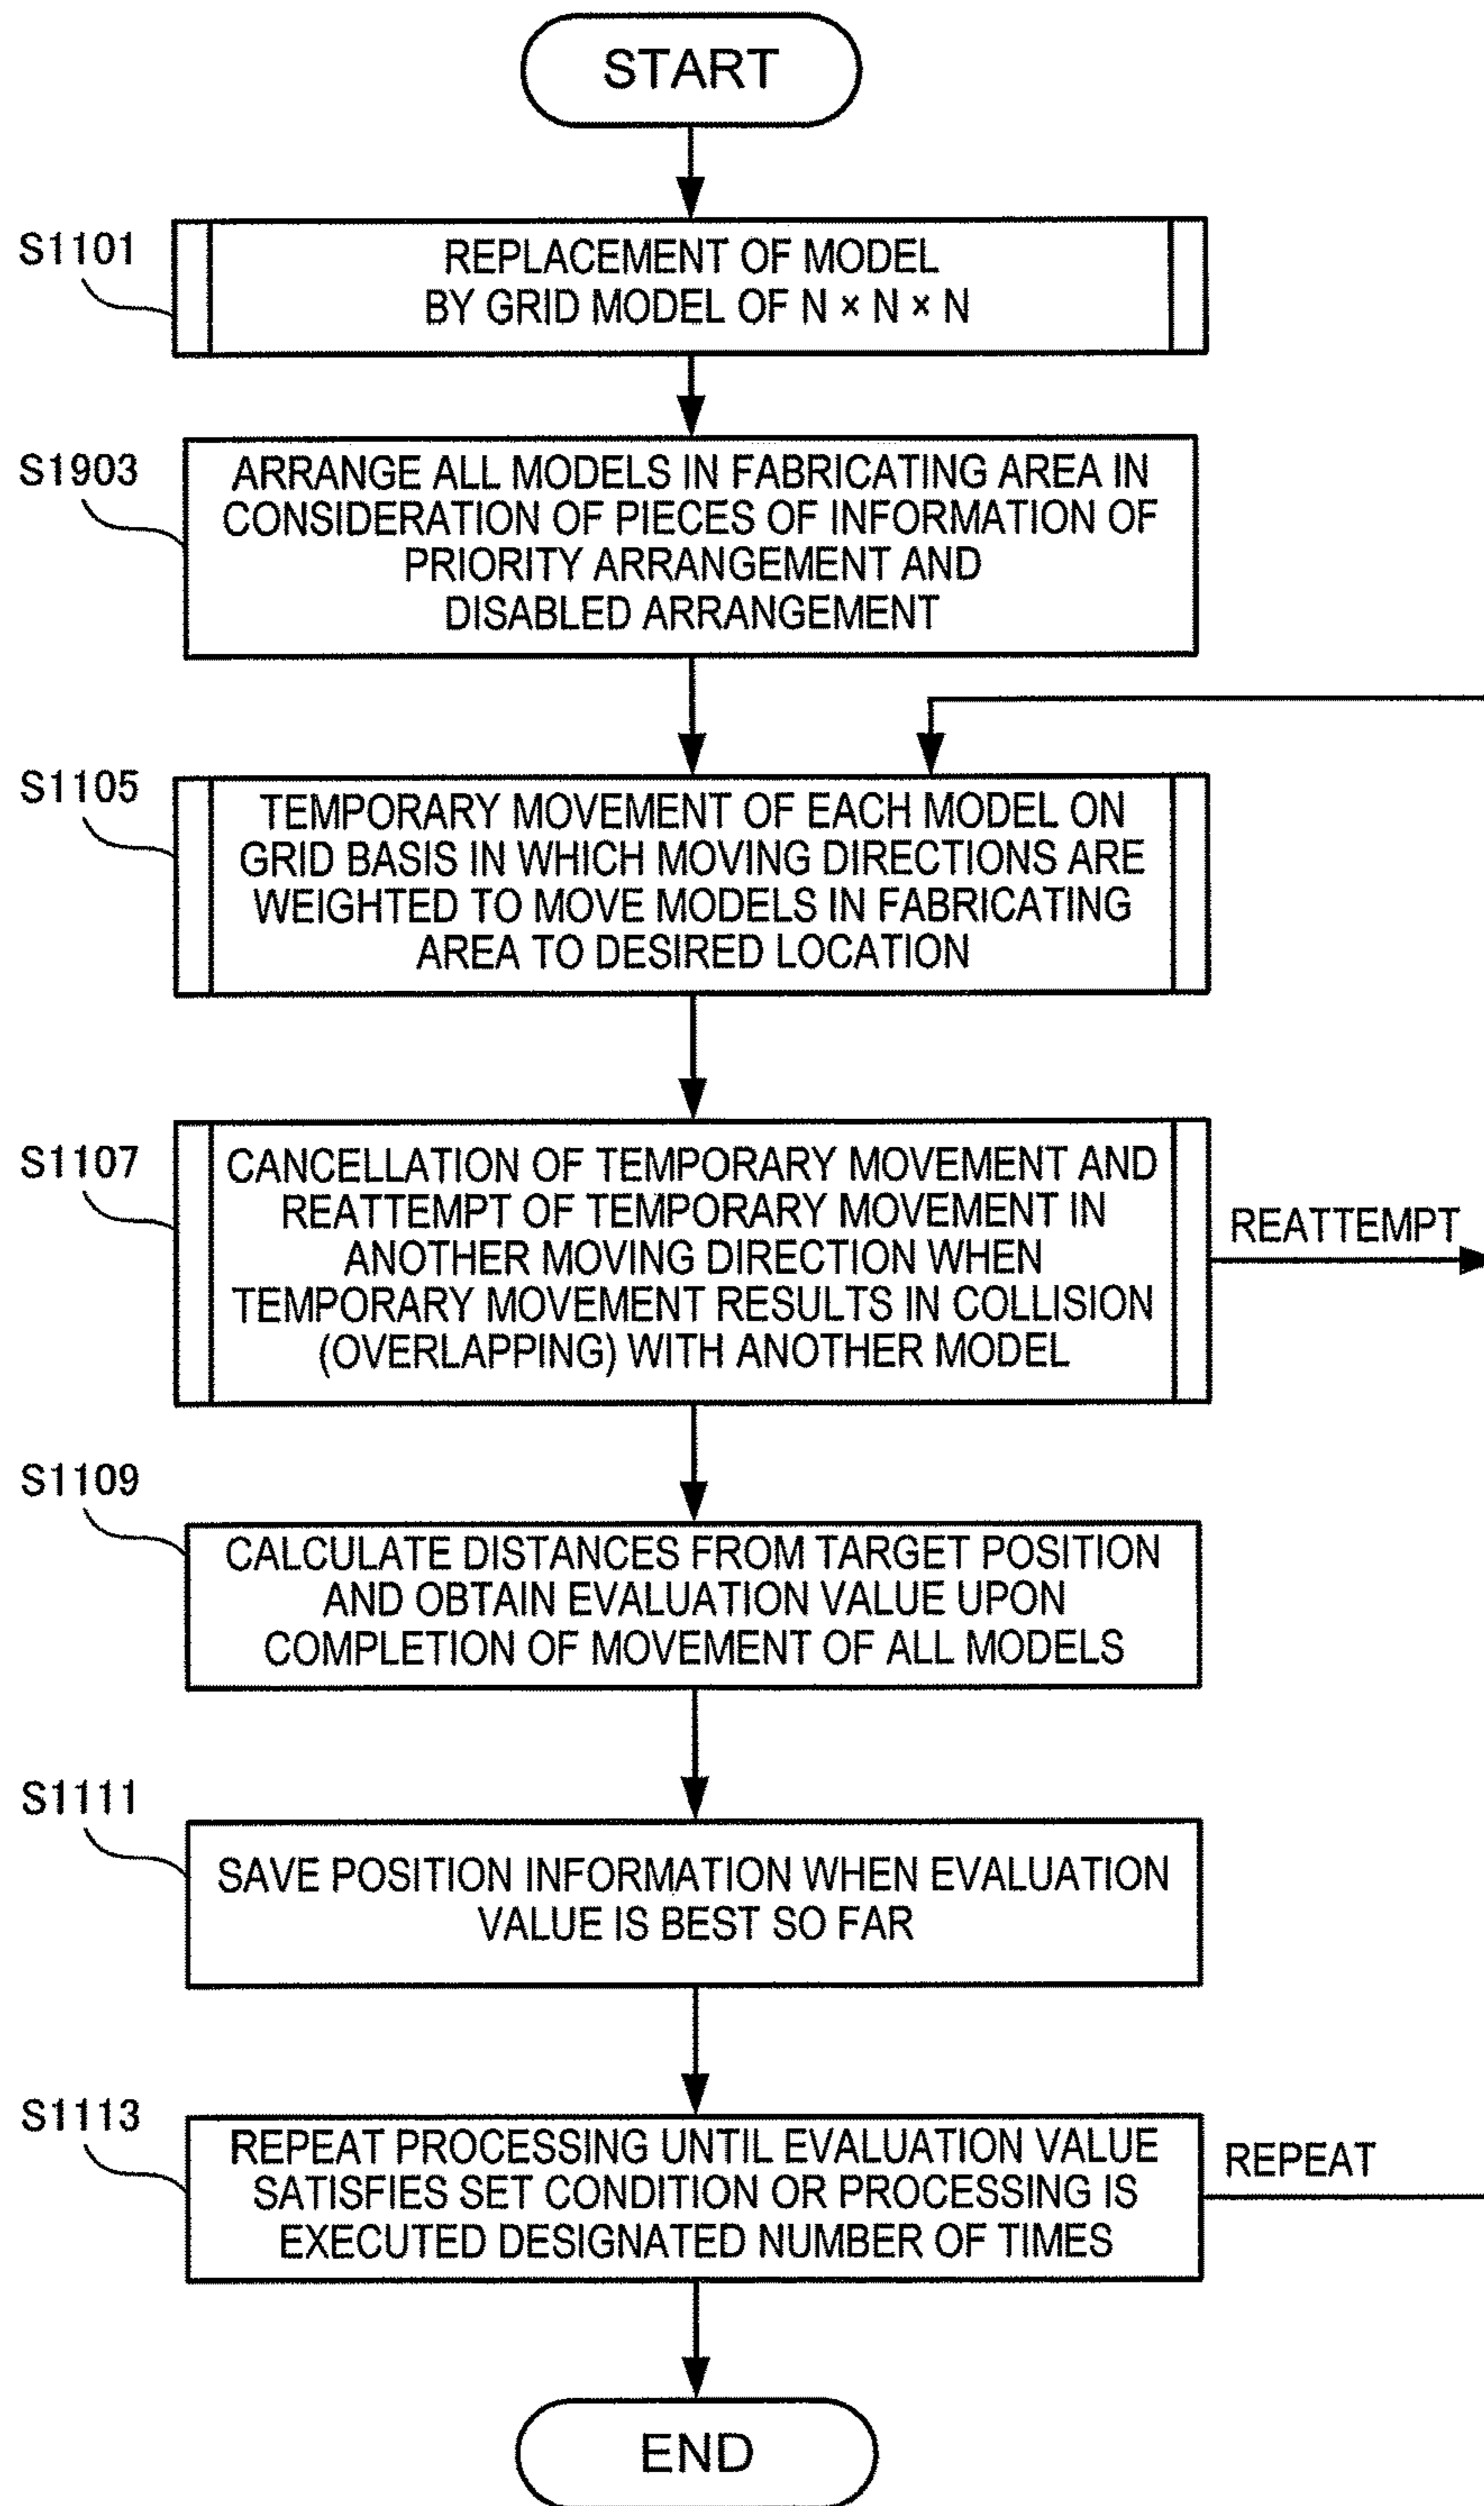 START
S1101
REPLACEMENT OF MODEL
BY GRID MODEL OF N × N × N
S1903
ARRANGE ALL MODELS IN FABRICATING AREA IN
CONSIDERATION OF PIECES OF INFORMATION OF
PRIORITY ARRANGEMENT AND
DISABLED ARRANGEMENT
S1105
TEMPORARY MOVEMENT OF EACH MODEL ON
GRID BASIS IN WHICH MOVING DIRECTIONS ARE
WEIGHTED TO MOVE MODELS IN FABRICATING
AREA TO DESIRED LOCATION
S1107
CANCELLATION OF TEMPORARY MOVEMENT AND
REATTEMPT OF TEMPORARY MOVEMENT IN
ANOTHER MOVING DIRECTION WHEN
TEMPORARY MOVEMENT RESULTS IN COLLISION
(OVERLAPPING) WITH ANOTHER MODEL
REATTEMPT
S1109
CALCULATE DISTANCES FROM TARGET POSITION
AND OBTAIN EVALUATION VALUE UPON
COMPLETION OF MOVEMENT OF ALL MODELS
S1111
SAVE POSITION INFORMATION WHEN EVALUATION
VALUE IS BEST SO FAR
S1113
REPEAT PROCESSING UNTIL EVALUATION VALUE
SATISFIES SET CONDITION OR PROCESSING IS
EXECUTED DESIGNATED NUMBER OF TIMES
REPEAT
END